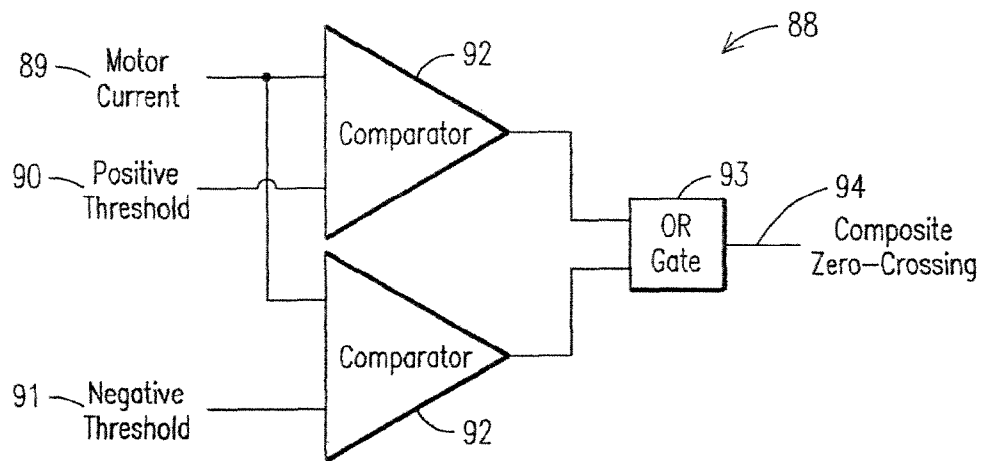 88
89 Motor
Current
92
Comparator
90 Positive
Threshold
93
OR
Gate
94
Composite
Zero-Crossing
Comparator
91 Negative
Threshold
92